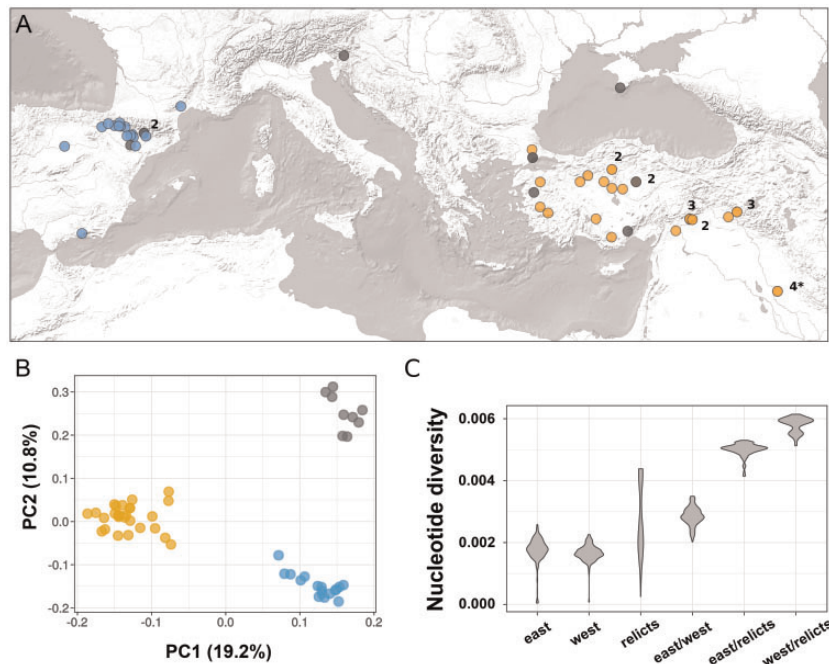 A
2
2
2
3
3
2
4*
B
C
PC2 (10.8%)
0.3
0.2
0.1
0.0
-0.1
-0.2
-0.2
-0.1
0.0
0.1
0.2
PC1 (19.2%)
Nucleotide diversity
0.006
0.004
0.002
0.000
east
west
relicts
east/west
east/relicts
west/relicts